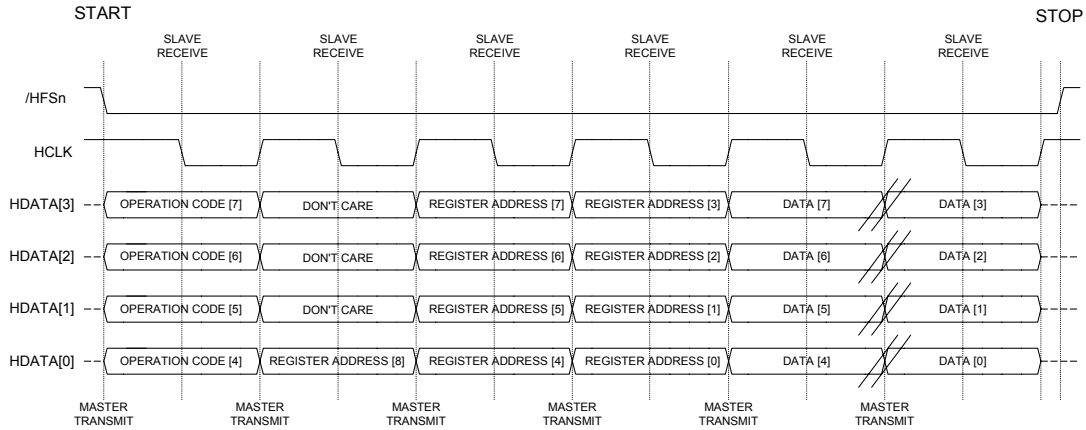 START STOP
SLAVE SLAVE SLAVE SLAVE SLAVE SLAVE
RECEIVE RECEIVE RECEIVE RECEIVE RECEIVE RECEIVE
/HFSn
HCLK
HDATA[3] OPERATION CODE [7] DON'T CARE REGISTER ADDRESS [7] REGISTER ADDRESS [3] DATA [7] DATA [3]
HDATA[2] OPERATION CODE [6] DON'T CARE REGISTER ADDRESS [6] REGISTER ADDRESS [2] DATA [6] DATA [2]
HDATA[1] OPERATION CODE [5] DON'T CARE REGISTER ADDRESS [5] REGISTER ADDRESS [1] DATA [5] DATA [1]
HDATA[0] OPERATION CODE [4] REGISTER ADDRESS [8] REGISTER ADDRESS [4] REGISTER ADDRESS [0] DATA [4] DATA [0]
MASTER MASTER MASTER MASTER MASTER MASTER
TRANSMIT TRANSMIT TRANSMIT TRANSMIT TRANSMIT TRANSMIT